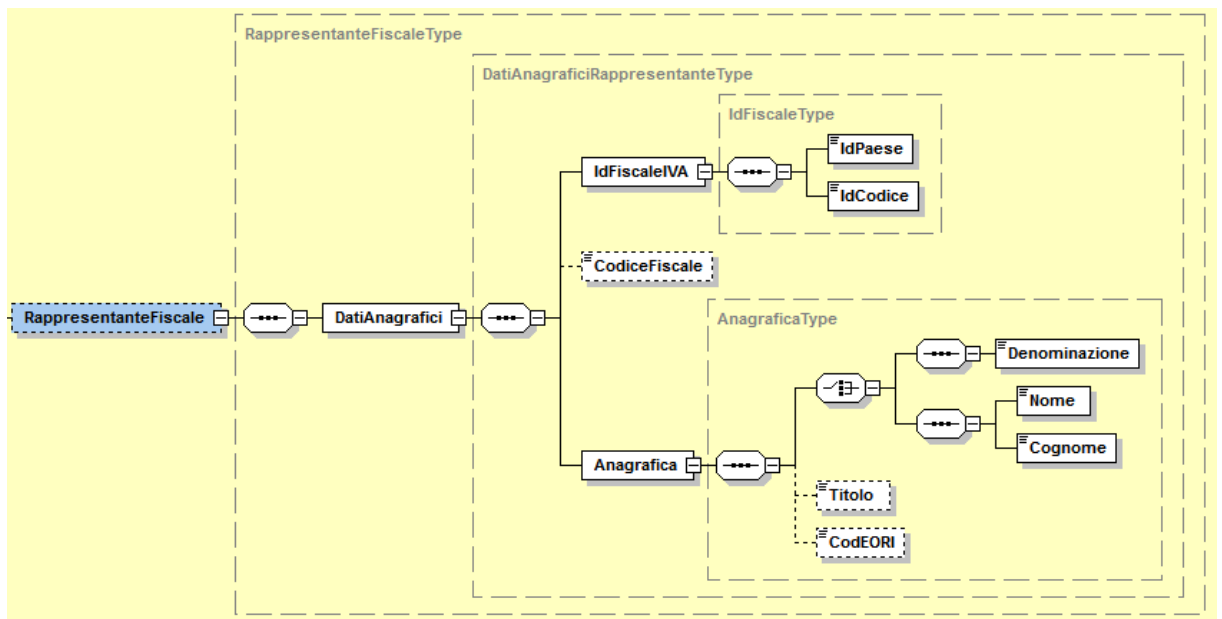 RappresentanteFiscaleType
DatiAnagraficiRappresentanteType
IdFiscaleType
IdPaese
IdFiscaleIVA
IdCodice
CodiceFiscale
RappresentanteFiscale
DatiAnagrafici
AnagraficaType
Denominazione
Nome
Cognome
Anagrafica
Titolo
CodEORI